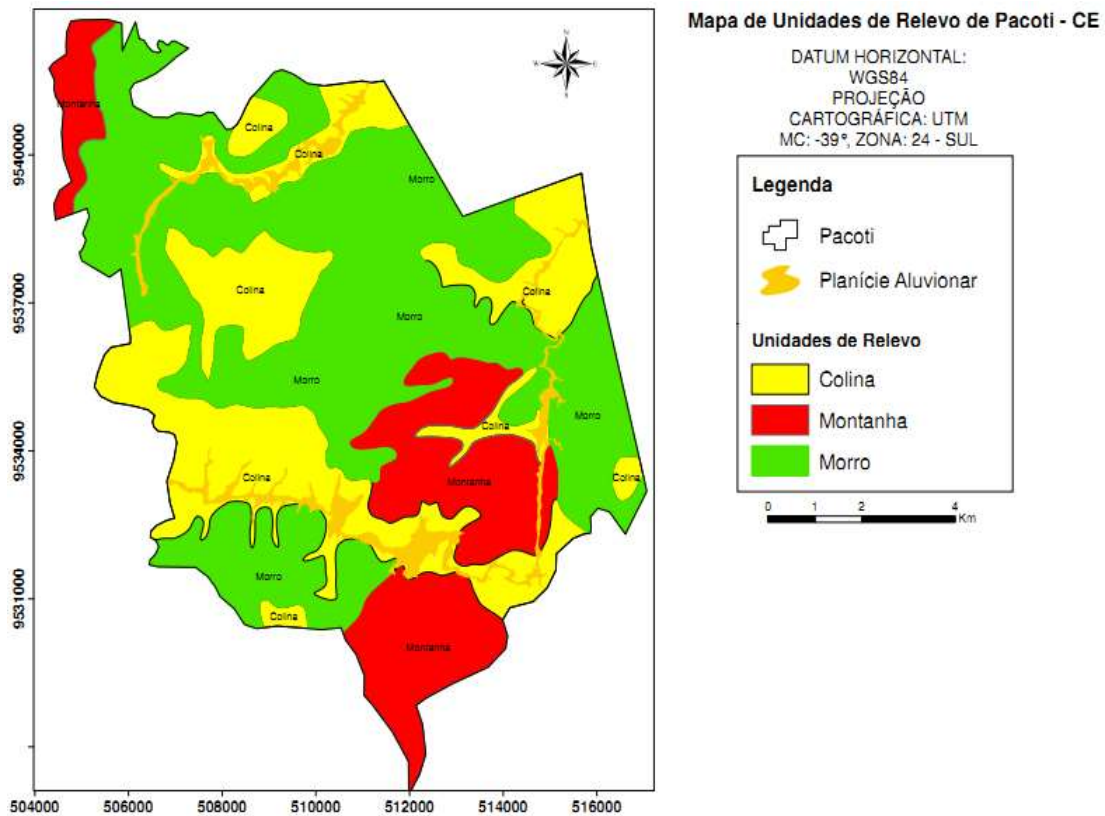 Mapa de Unidades de Relevo de Pacoti - CE
DATUM HORIZONTAL:
WGS84
PROJEÇÃO
CARTOGRÁFICA: UTM
MC: -39°, ZONA: 24 - SUL
Legenda
Pacoti
Planície Aluvionar
Unidades de Relevo
Colina
Montanha
Morro
0 1 2 4
Km
N
W E
S
Montanha
Colina
Colina
Morro
Colina
Colina
Morro
Morro
Morro
Colina
Colina
Colina
Montanha
Morro
Colina
Montanha
9540000
9537000
9534000
9531000
504000 506000 508000 510000 512000 514000 516000